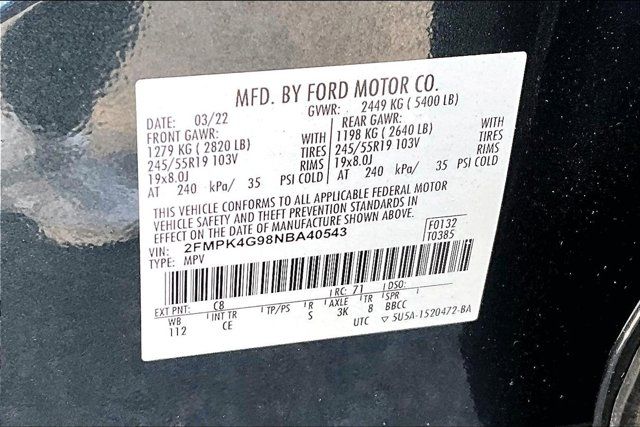 MFD. BY FORD MOTOR CO.
DATE: 03/22 GVWR: 2449 KG ( 5400 LB)
FRONT GAWR: WITH REAR GAWR: WITH
1279 KG ( 2820 LB) TIRES 1198 KG ( 2640 LB) TIRES
245/55R19 103V RIMS 245/55R19 103V RIMS
19x8.0J 19x8.0J
AT 240 kPa/ 35 PSI COLD AT 240 kPa/ 35 PSI COLD
THIS VEHICLE CONFORMS TO ALL APPLICABLE FEDERAL MOTOR
VEHICLE SAFETY AND THEFT PREVENTION STANDARDS IN
EFFECT ON THE DATE OF MANUFACTURE SHOWN ABOVE.
VIN: 2FMPK4G98NBA40543 F0132
TYPE: MPV T0385
EXT PNT: C8 RC: 71 DSO:
WB INT TR TP/PS R AXLE TR SPR
112 CE S 3K 8 BBCC
UTC ▽ 5U5A-1520472-BA